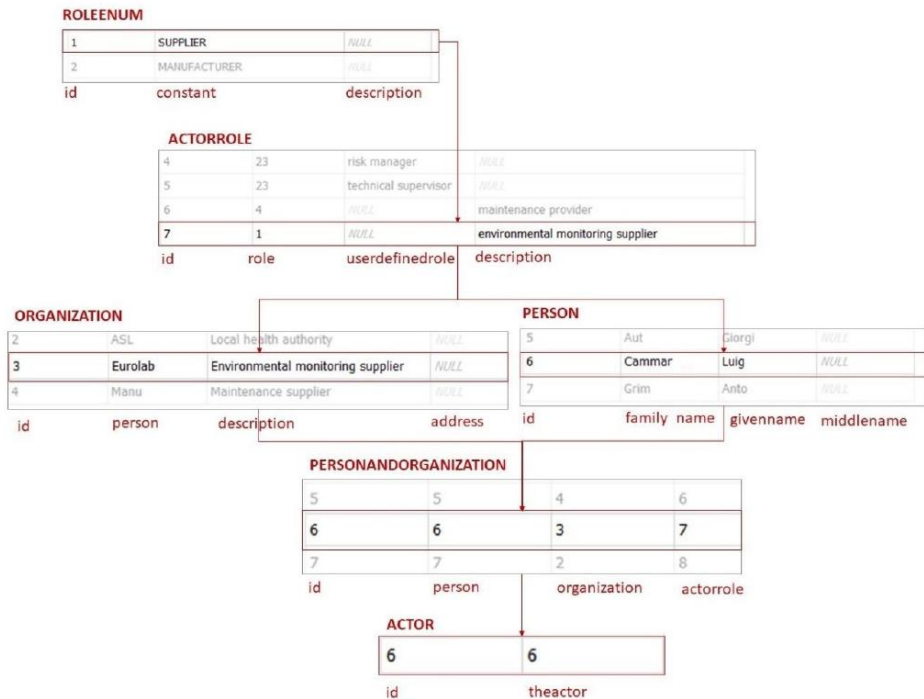 ROLEENUM
1 SUPPLIER NULL
2 MANUFACTURER NULL
id constant description
ACTORROLE
4 23 risk manager NULL
5 23 technical supervisor NULL
6 4 NULL maintenance provider
7 1 NULL environmental monitoring supplier
id role userdefinedrole description
ORGANIZATION
2 ASL Local health authority NULL
3 Eurolab Environmental monitoring supplier NULL
4 Manu Maintenance supplier NULL
id person description address
PERSON
5 Aut Giorgi NULL
6 Cammar Luig NULL
7 Grim Anto NULL
id family name givenname middlename
PERSONANDORGANIZATION
5 5 4 6
6 6 3 7
7 7 2 8
id person organization actorrole
ACTOR
6 6
id theactor